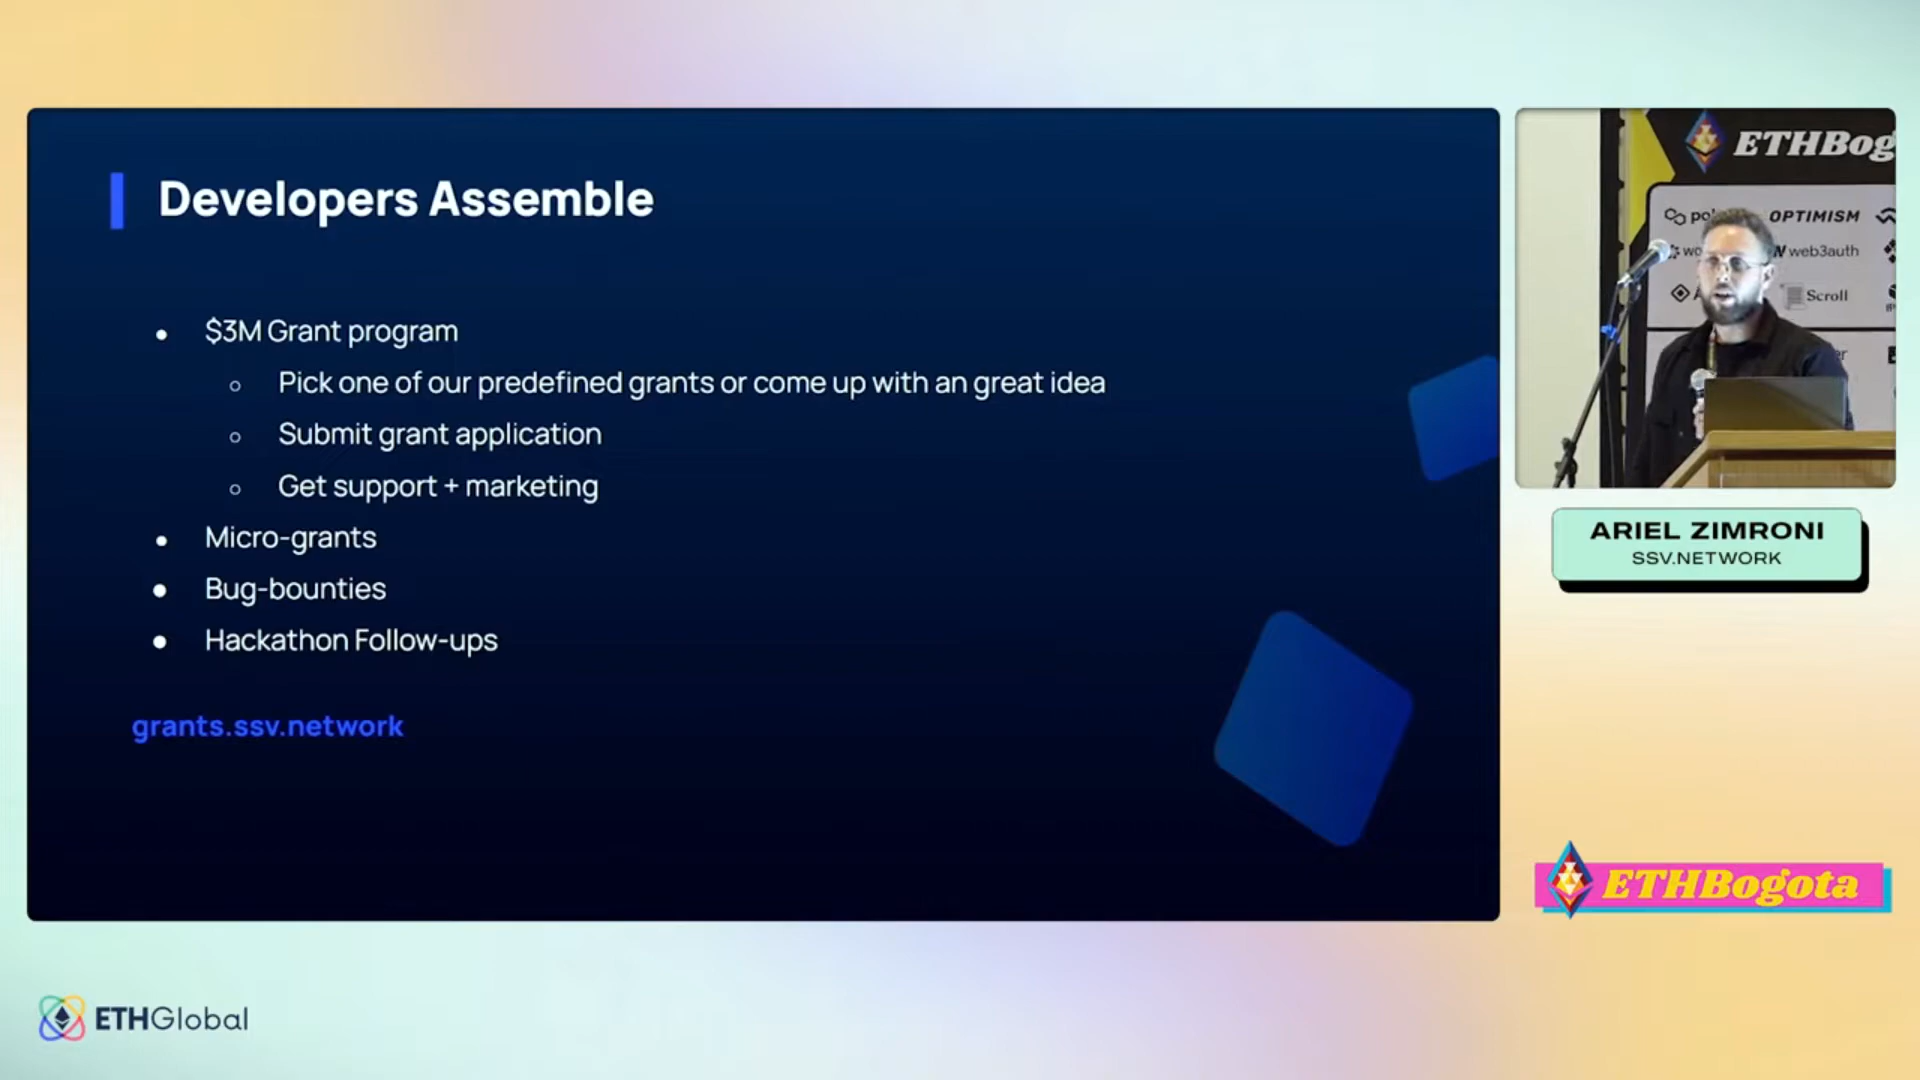 Developers Assemble
$3M Grant program
Pick one of our predefined grants or come up with an great idea
Submit grant application
Get support + marketing
Micro-grants
Bug-bounties
Hackathon Follow-ups
grants.ssv.network
ETHBog
OPTIMISM
web3auth
Scroll
ARIEL ZIMRONI
SSV.NETWORK
ETHBogota
ETHGlobal